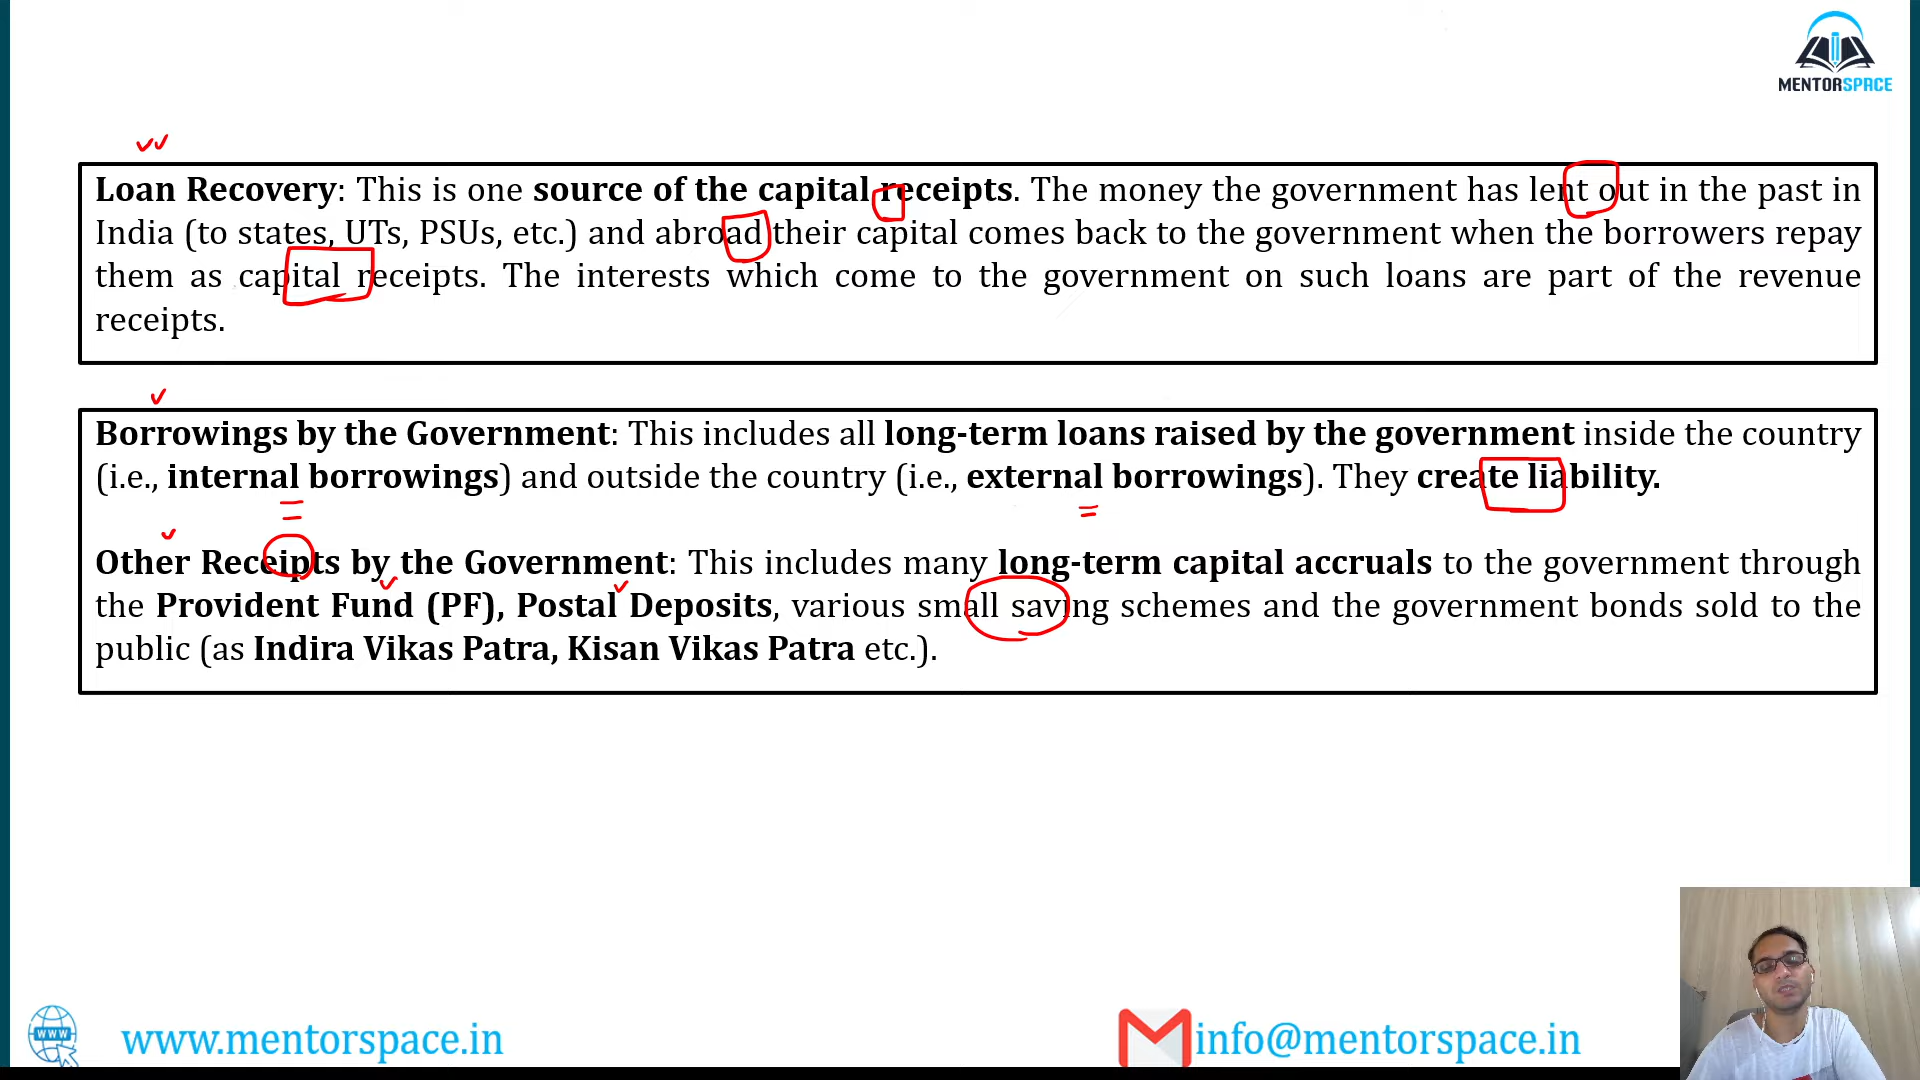 MENTORSPACE
Loan Recovery: This is one source of the capital receipts. The money the government has lent out in the past in
India (to states, UTs, PSUs, etc.) and abroad their capital comes back to the government when the borrowers repay
them as capital receipts. The interests which come to the government on such loans are part of the revenue
receipts.
Borrowings by the Government: This includes all long-term loans raised by the government inside the country
(i.e., internal borrowings) and outside the country (i.e., external borrowings). They create liability.
Other Receipts by the Government: This includes many long-term capital accruals to the government through
the Provident Fund (PF), Postal Deposits, various small saving schemes and the government bonds sold to the
public (as Indira Vikas Patra, Kisan Vikas Patra etc.).
WWW
www.mentorspace.in
info@mentorspace.in